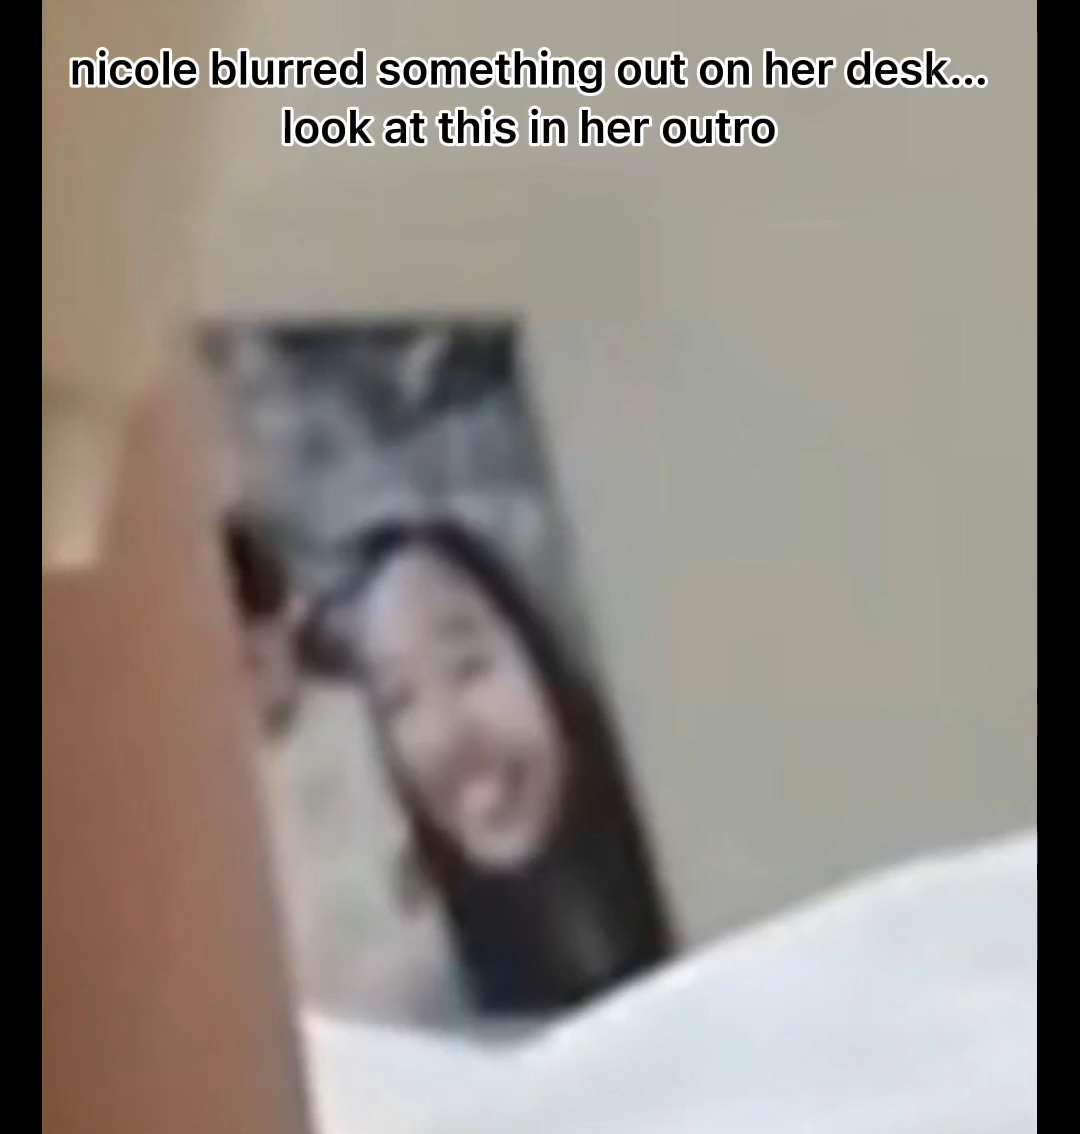 nicole blurred something out on her desk...
look at this in her outro